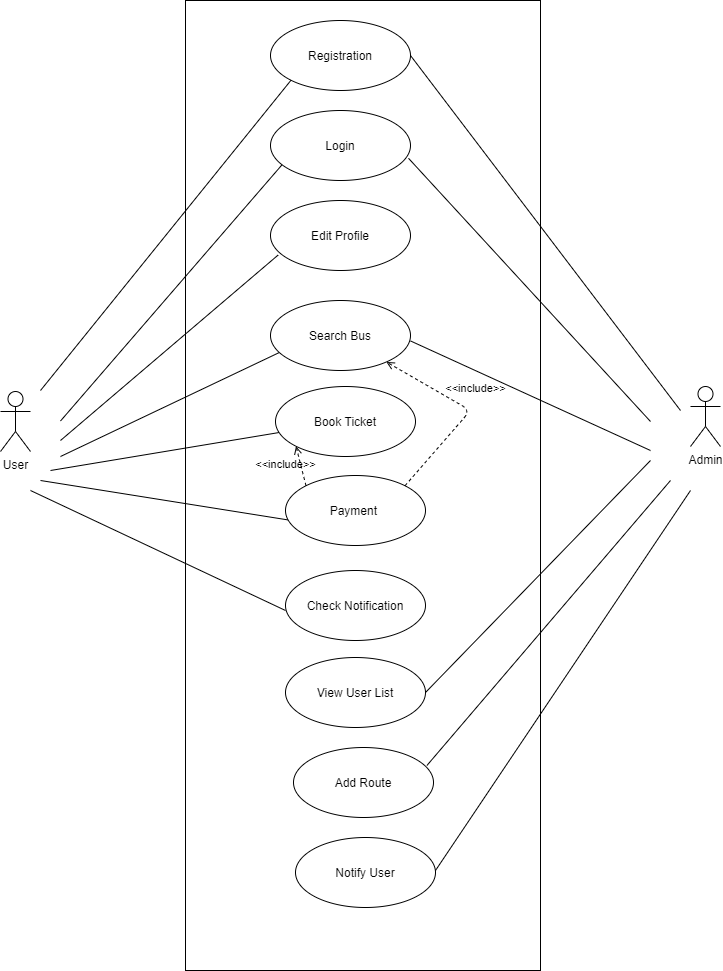 Registration
Login
Edit Profile
Search Bus
<<include>>
Book Ticket
User
Admin
<<include>>
Payment
Check Notification
View User List
Add Route
Notify User